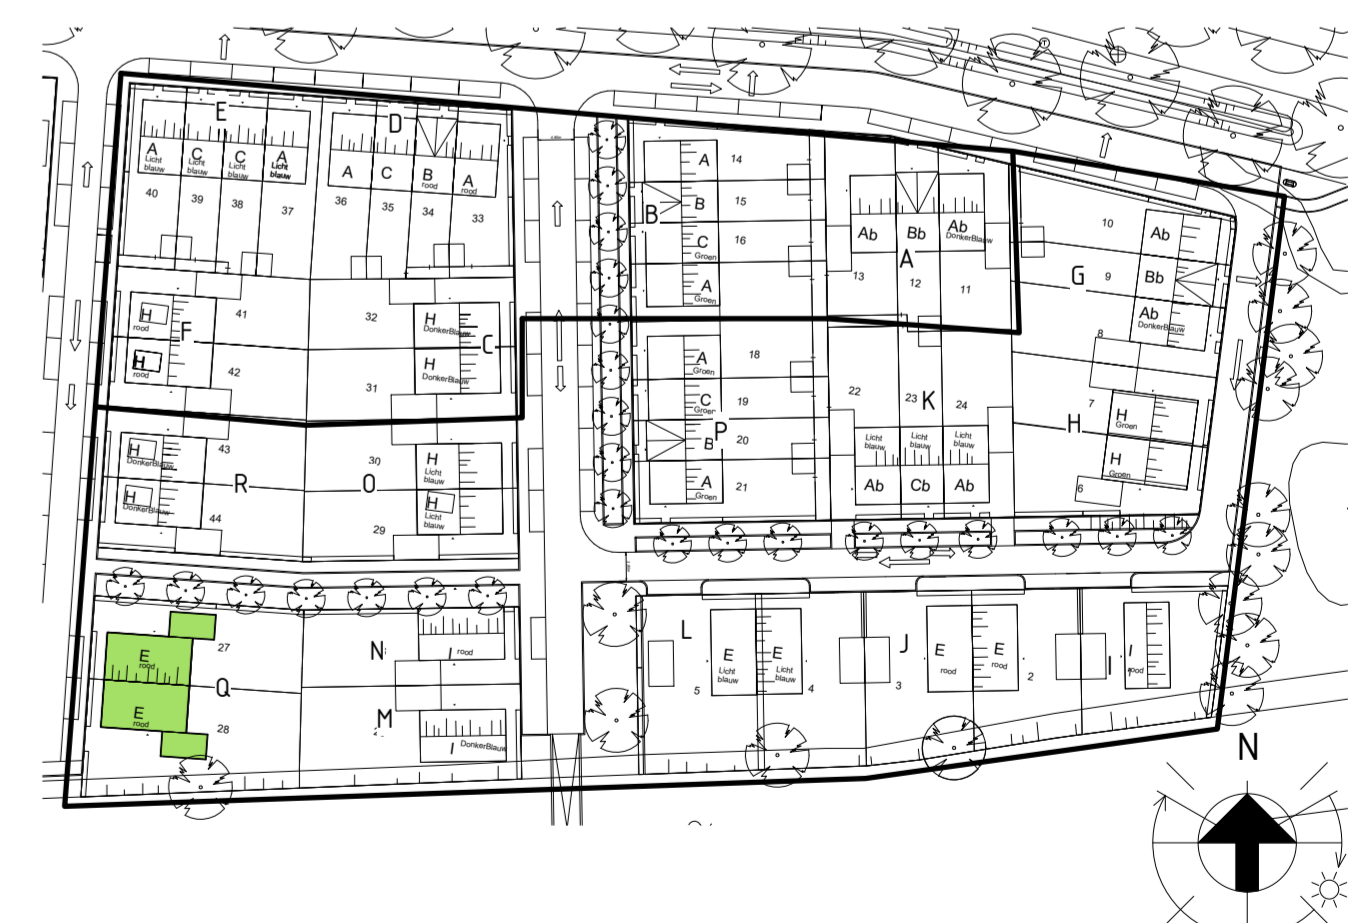 E
A
Licht
blauw
C
Licht
blauw
C
Licht
blauw
A
Licht
blauw
40
39
38
37
D
A
C
B
rood
A
rood
36
35
34
33
F
H
rood
H
rood
41
42
C
H
DonkerBlauw
H
DonkerBlauw
32
31
B
A
14
B
15
C
Groen
16
A
Groen
A
Ab
Bb
Ab
DonkerBlauw
13
12
11
G
10
9
8
Ab
Bb
Ab
DonkerBlauw
H
7
6
H
Groen
H
Groen
P
A
Groen
18
C
Groen
19
B
20
A
Groen
21
K
22
23
24
Licht
blauw
Licht
blauw
Licht
blauw
Ab
Cb
Ab
R
H
DonkerBlauw
H
DonkerBlauw
43
44
O
30
29
H
Licht
blauw
H
Licht
blauw
Q
E
rood
E
rood
27
28
N
I rood
M
I DonkerBlauw
L
E
Licht
blauw
E
Licht
blauw
5
4
J
E
rood
E
rood
3
2
I
I
rood
N